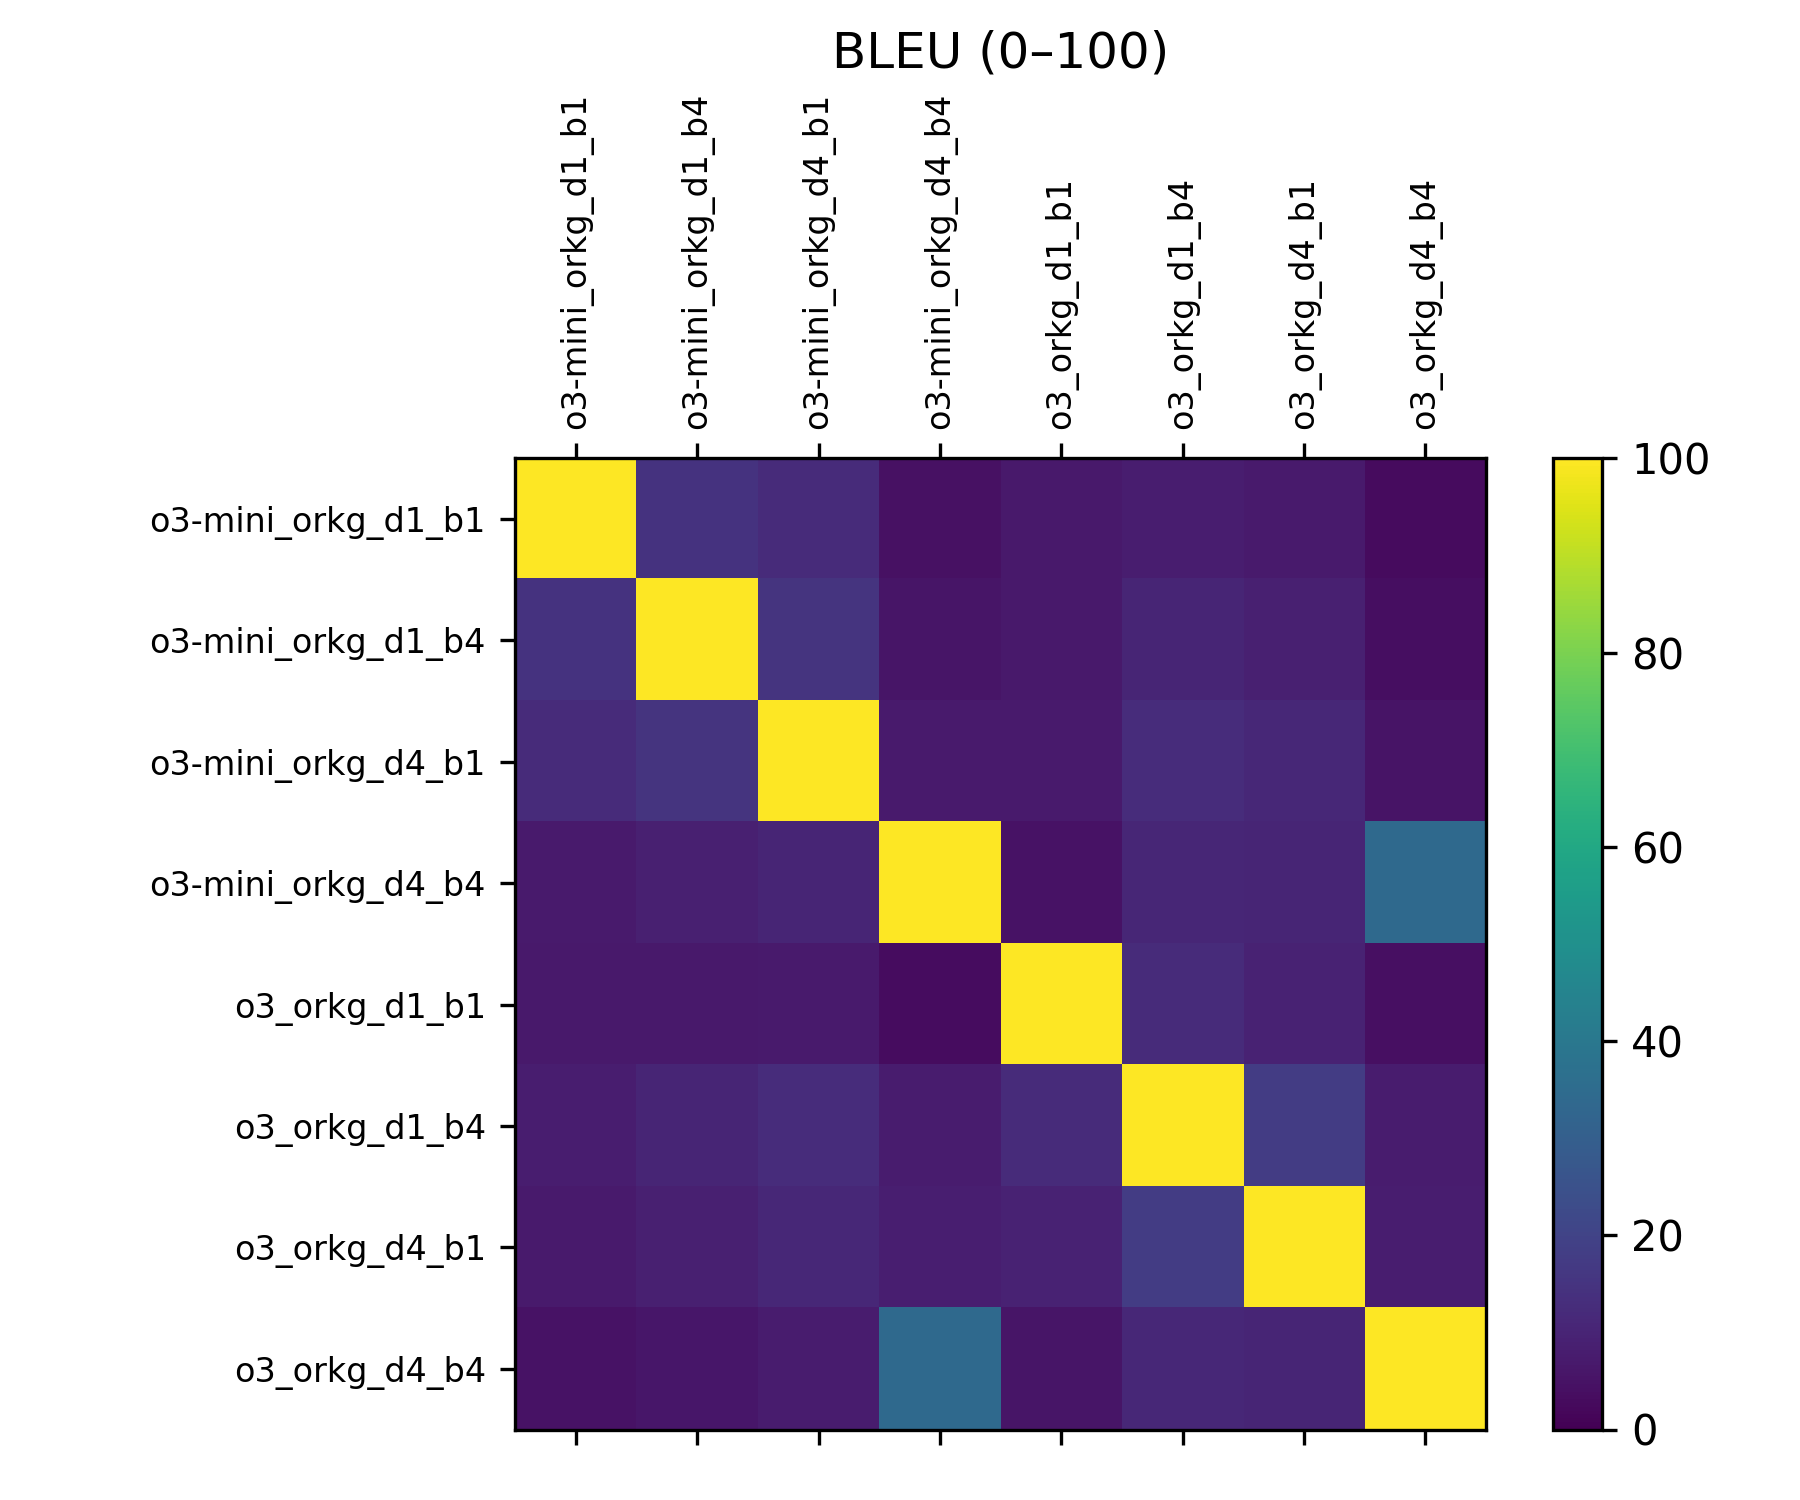 BLEU (0–100)
o3-mini_orkg_d1_b1
o3-mini_orkg_d1_b4
o3-mini_orkg_d4_b1
o3-mini_orkg_d4_b4
o3_orkg_d1_b1
o3_orkg_d1_b4
o3_orkg_d4_b1
o3_orkg_d4_b4
o3-mini_orkg_d1_b1
o3-mini_orkg_d1_b4
o3-mini_orkg_d4_b1
o3-mini_orkg_d4_b4
o3_orkg_d1_b1
o3_orkg_d1_b4
o3_orkg_d4_b1
o3_orkg_d4_b4
100
80
60
40
20
0